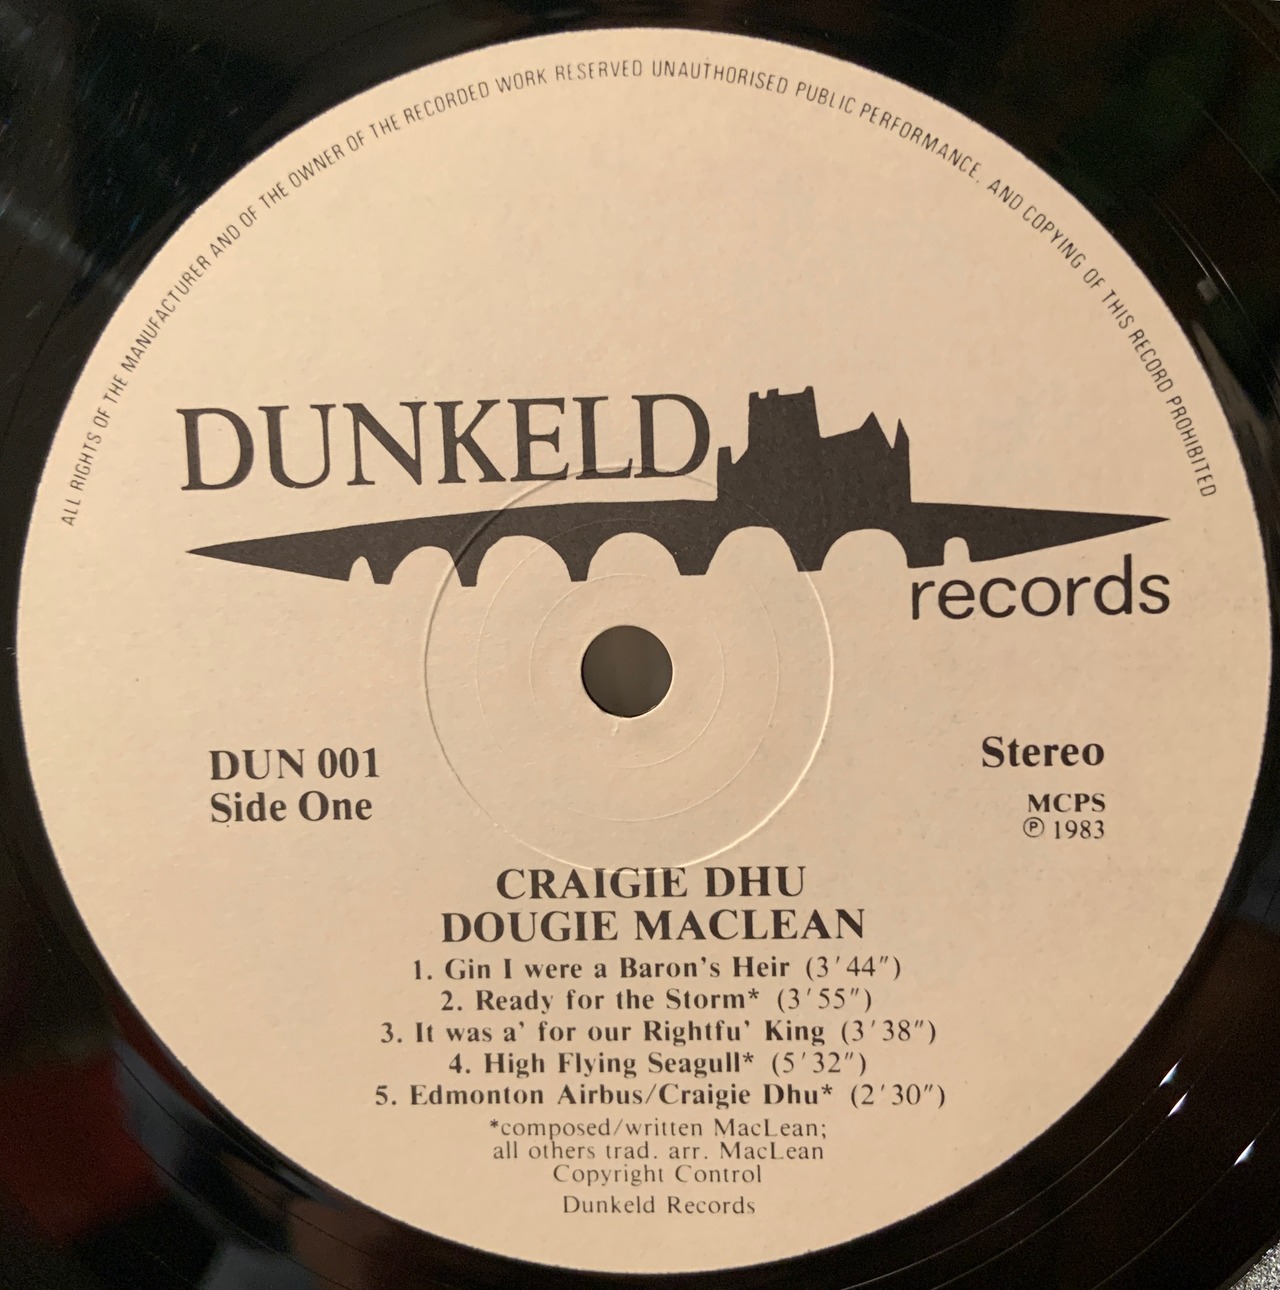 ALL RIGHTS OF THE MANUFACTURER AND OF THE OWNER OF THE RECORDED WORK RESERVED UNAUTHORISED PUBLIC PERFORMANCE, AND COPYING OF THIS RECORD PROHIBITED
DUNKELD
records
DUN 001
Side One
Stereo
MCPS
℗ 1983
CRAIGIE DHU
DOUGIE MACLEAN
1. Gin I were a Baron's Heir (3′44″)
2. Ready for the Storm* (3′55″)
3. It was a' for our Rightfu' King (3′38″)
4. High Flying Seagull* (5′32″)
5. Edmonton Airbus/Craigie Dhu* (2′30″)
*composed/written MacLean;
all others trad. arr. MacLean
Copyright Control
Dunkeld Records